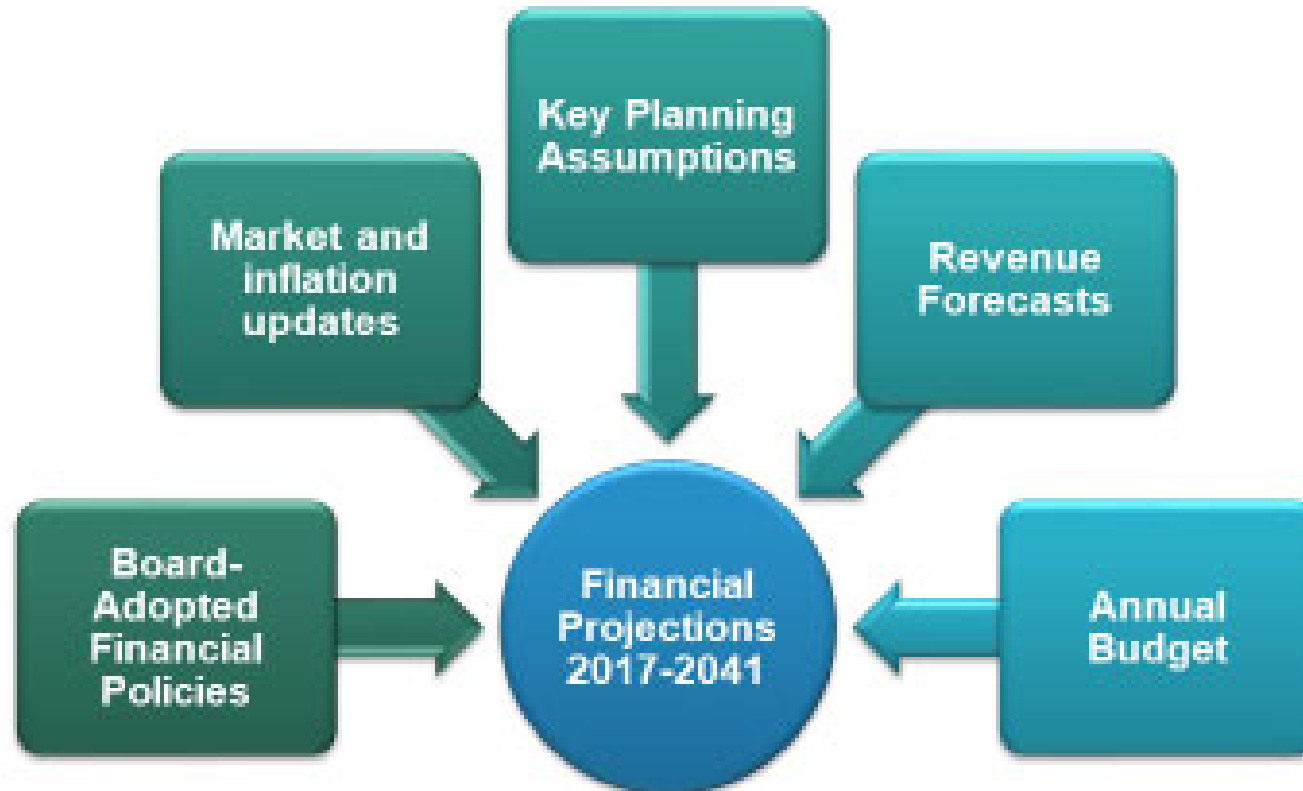 Key Planning
Assumptions
Market and
inflation
updates
Revenue
Forecasts
Board-
Adopted
Financial
Policies
Financial
Projections
2017-2041
Annual
Budget